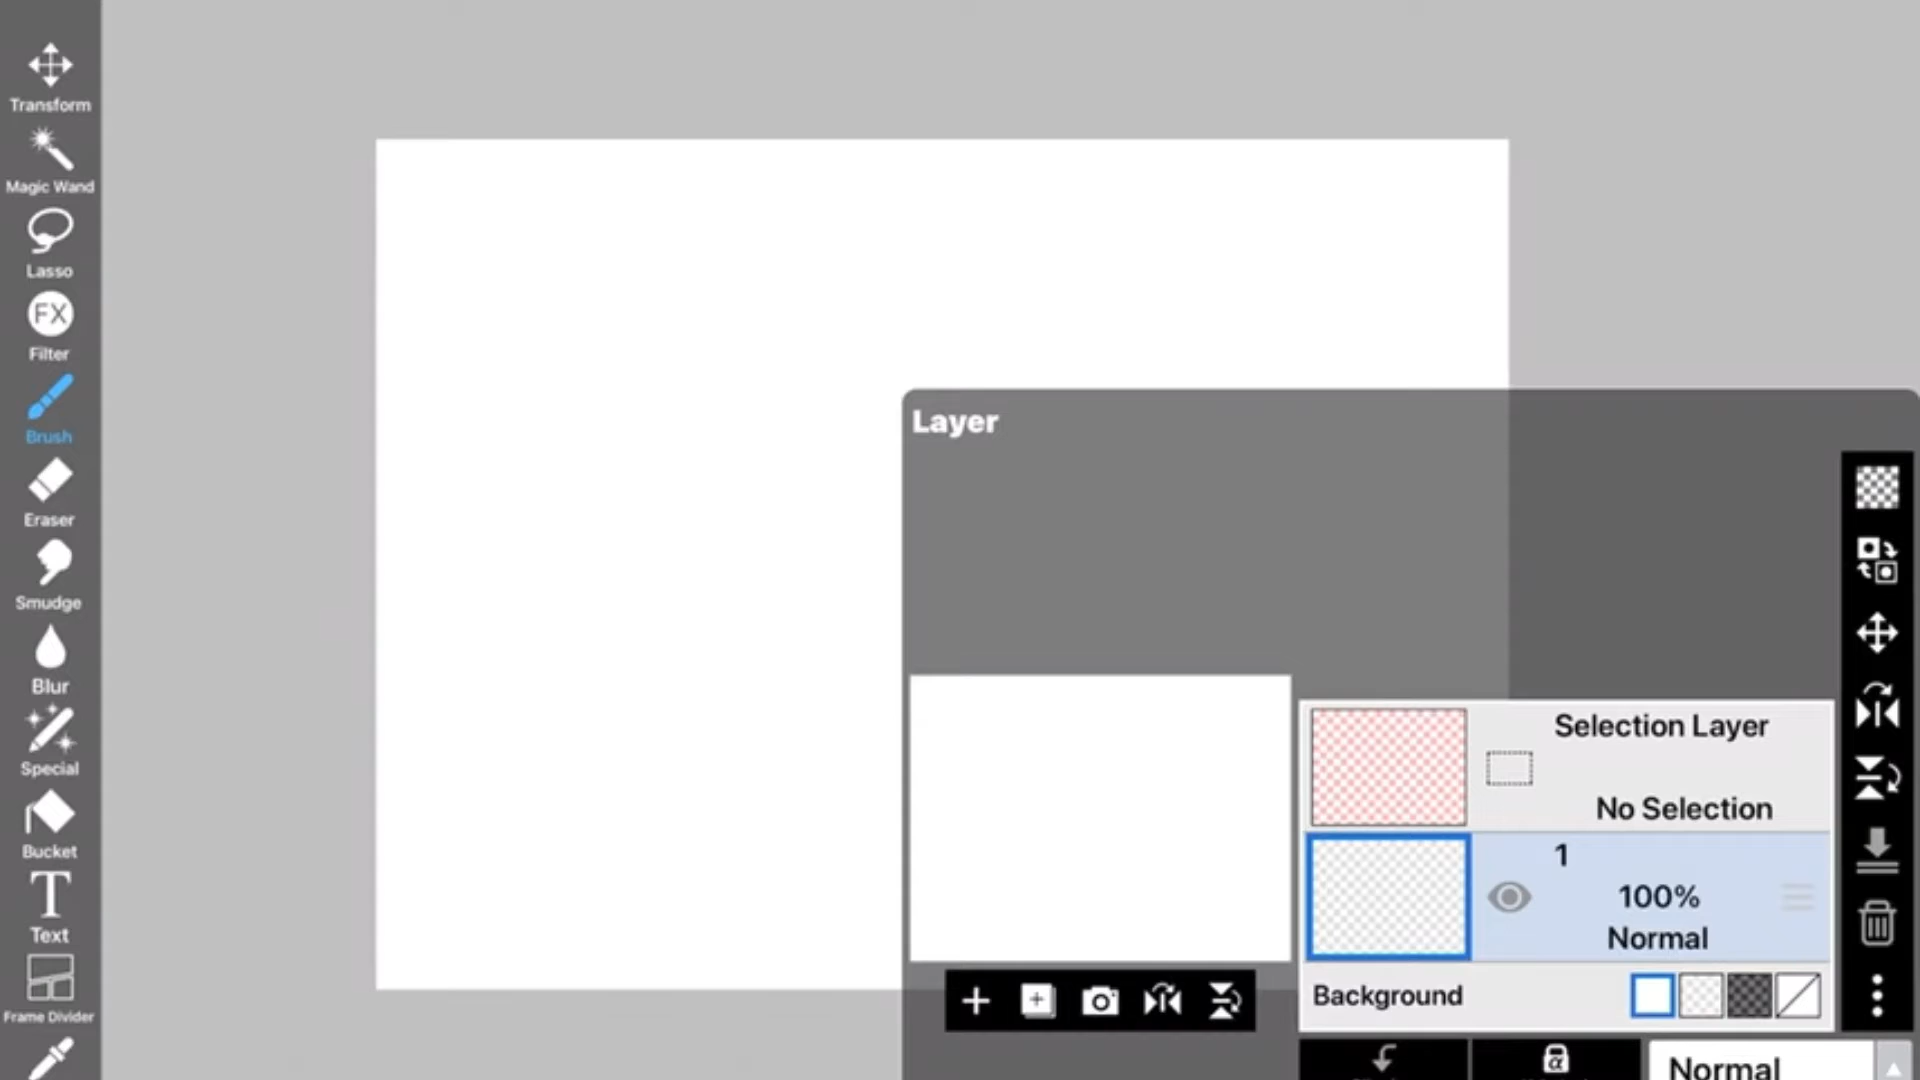 Transform
Magic Wand
Lasso
FX
Filter
Brush
Eraser
Smudge
Blur
Special
Bucket
T
Text
Frame Divider
Layer
Selection Layer
No Selection
1
100%
Normal
Background
α
Normal